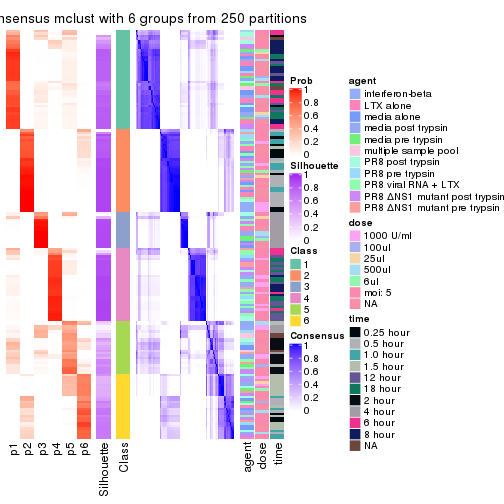 nsensus mclust with 6 groups from 250 partitions
Prob
1
0.8
0.6
0.4
0.2
0
Silhouette
1
0.8
0.6
0.4
0.2
0
Class
1
2
3
4
5
6
Consensus
1
0.8
0.6
0.4
0.2
0
agent
interferon-beta
LTX alone
media alone
media post trypsin
media pre trypsin
multiple sample pool
PR8 post trypsin
PR8 pre trypsin
PR8 viral RNA + LTX
PR8 ΔNS1 mutant post trypsin
PR8 ΔNS1 mutant pre trypsin
dose
1000 U/ml
100ul
25ul
500ul
6ul
moi: 5
NA
time
0.25 hour
0.5 hour
1.0 hour
1.5 hour
12 hour
18 hour
2 hour
4 hour
6 hour
8 hour
NA
p1
p2
p3
p4
p5
p6
Silhouette
Class
agent
dose
time